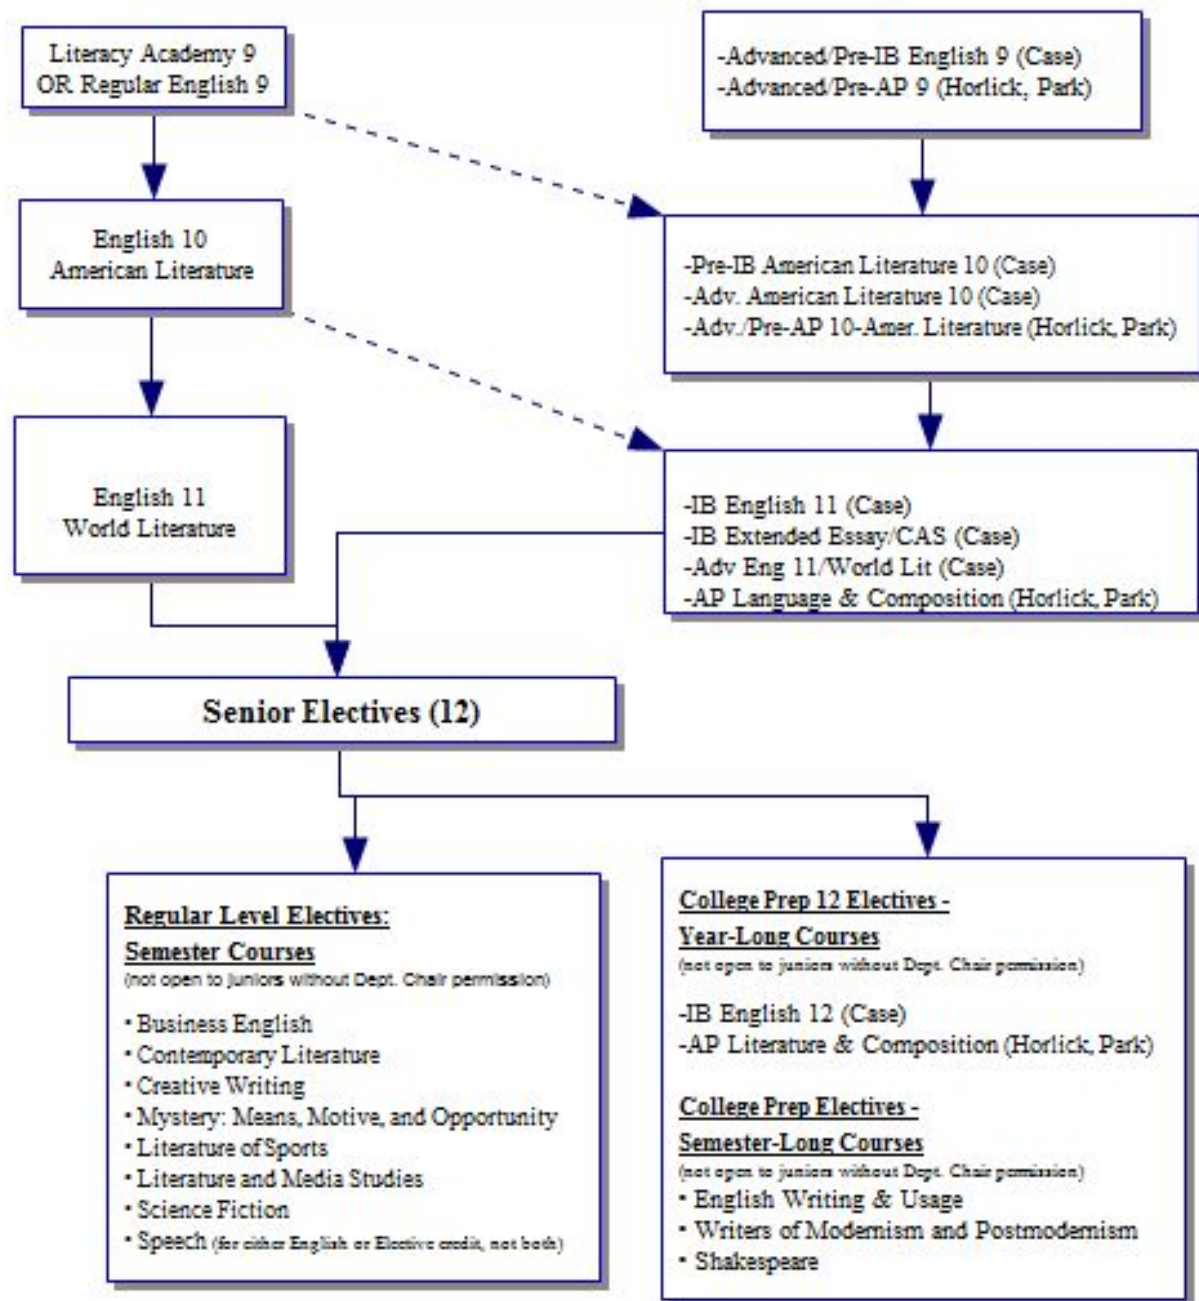 Literacy Academy 9
OR Regular English 9
-Advanced/Pre-IB English 9 (Case)
-Advanced/Pre-AP 9 (Horlick, Park)
English 10
American Literature
-Pre-IB American Literature 10 (Case)
-Adv. American Literature 10 (Case)
-Adv./Pre-AP 10-Amer. Literature (Horlick, Park)
English 11
World Literature
-IB English 11 (Case)
-IB Extended Essay/CAS (Case)
-Adv Eng 11/World Lit (Case)
-AP Language & Composition (Horlick, Park)
Senior Electives (12)
Regular Level Electives:
Semester Courses
(not open to juniors without Dept. Chair permission)
• Business English
• Contemporary Literature
• Creative Writing
• Mystery: Means, Motive, and Opportunity
• Literature of Sports
• Literature and Media Studies
• Science Fiction
• Speech (for either English or Elective credit, not both)
College Prep 12 Electives -
Year-Long Courses
(not open to juniors without Dept. Chair permission)
-IB English 12 (Case)
-AP Literature & Composition (Horlick, Park)
College Prep Electives -
Semester-Long Courses
(not open to juniors without Dept. Chair permission)
• English Writing & Usage
• Writers of Modernism and Postmodernism
• Shakespeare